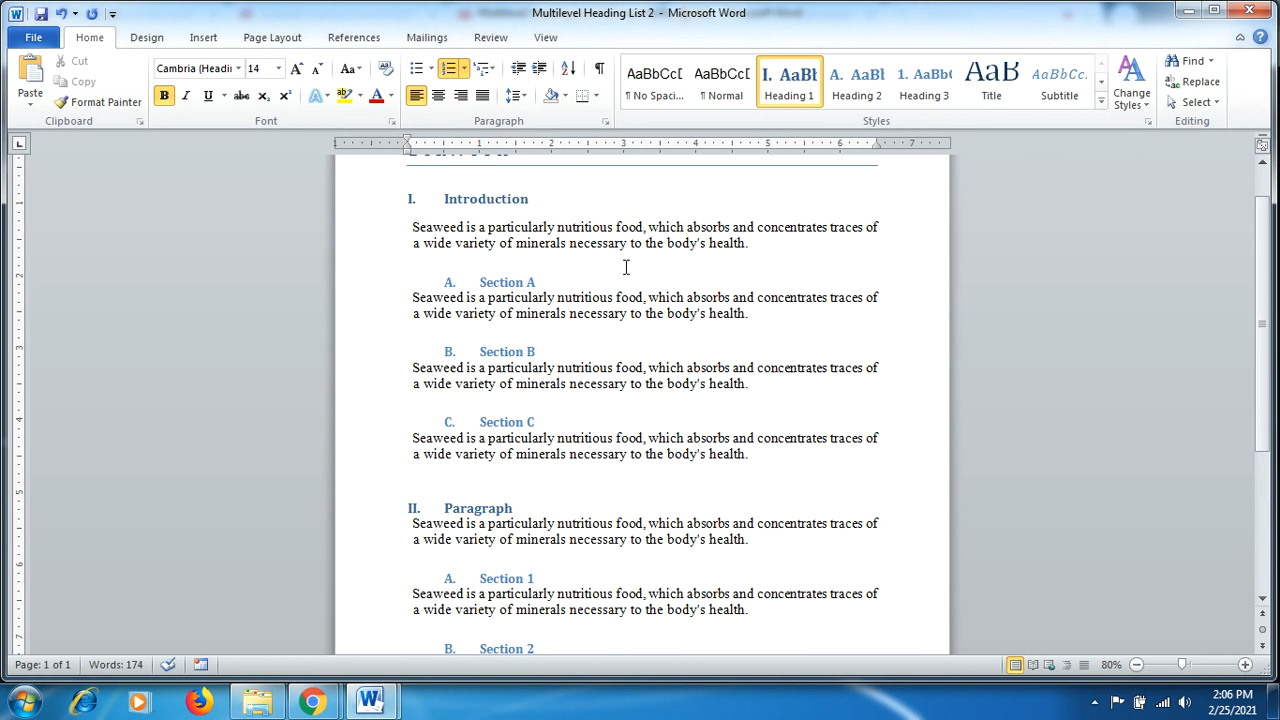 Multilevel Heading List 2 - Microsoft Word
File Home Insert Page Layout References Mailings Review View Design
Paste
Cut
Copy
Format Painter
Clipboard
Cambria (Headi 14
Font
Paragraph
AaBbCcD AaBbCcD I. AaBb A. AaBb 1. AaBbC AaB AaBbCc.
¶ No Spaci... ¶ Normal Heading 1 Heading 2 Heading 3 Title Subtitle
Change Styles
Styles
Find
Replace
Select
Editing
I. Introduction
Seaweed is a particularly nutritious food, which absorbs and concentrates traces of
a wide variety of minerals necessary to the body's health.
A. Section A
Seaweed is a particularly nutritious food, which absorbs and concentrates traces of
a wide variety of minerals necessary to the body's health.
B. Section B
Seaweed is a particularly nutritious food, which absorbs and concentrates traces of
a wide variety of minerals necessary to the body's health.
C. Section C
Seaweed is a particularly nutritious food, which absorbs and concentrates traces of
a wide variety of minerals necessary to the body's health.
II. Paragraph
Seaweed is a particularly nutritious food, which absorbs and concentrates traces of
a wide variety of minerals necessary to the body's health.
A. Section 1
Seaweed is a particularly nutritious food, which absorbs and concentrates traces of
a wide variety of minerals necessary to the body's health.
B. Section 2
Page: 1 of 1 Words: 174 80%
2:06 PM
2/25/2021